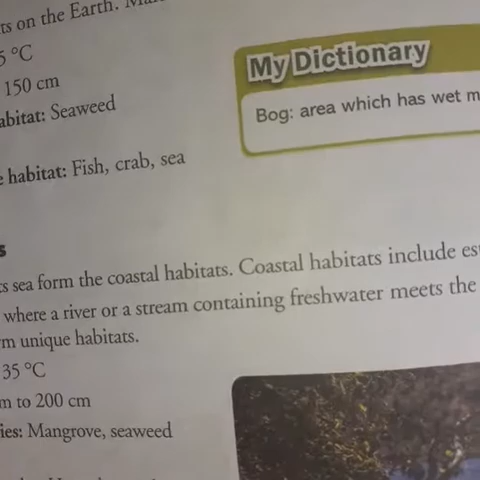 ts on the Earth.
5 °C
150 cm
abitat: Seaweed
e habitat: Fish, crab, sea
My Dictionary
Bog: area which has wet m
s
ts sea form the coastal habitats. Coastal habitats include es
where a river or a stream containing freshwater meets the
m unique habitats.
35 °C
m to 200 cm
ies: Mangrove, seaweed